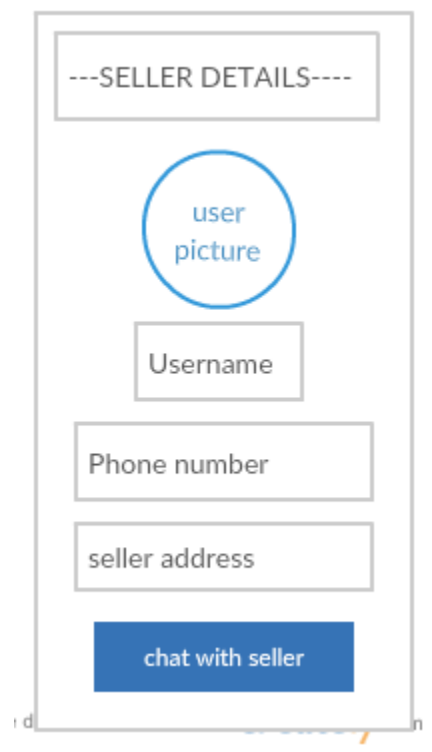 ---SELLER DETAILS----
user
picture
Username
Phone number
seller address
chat with seller